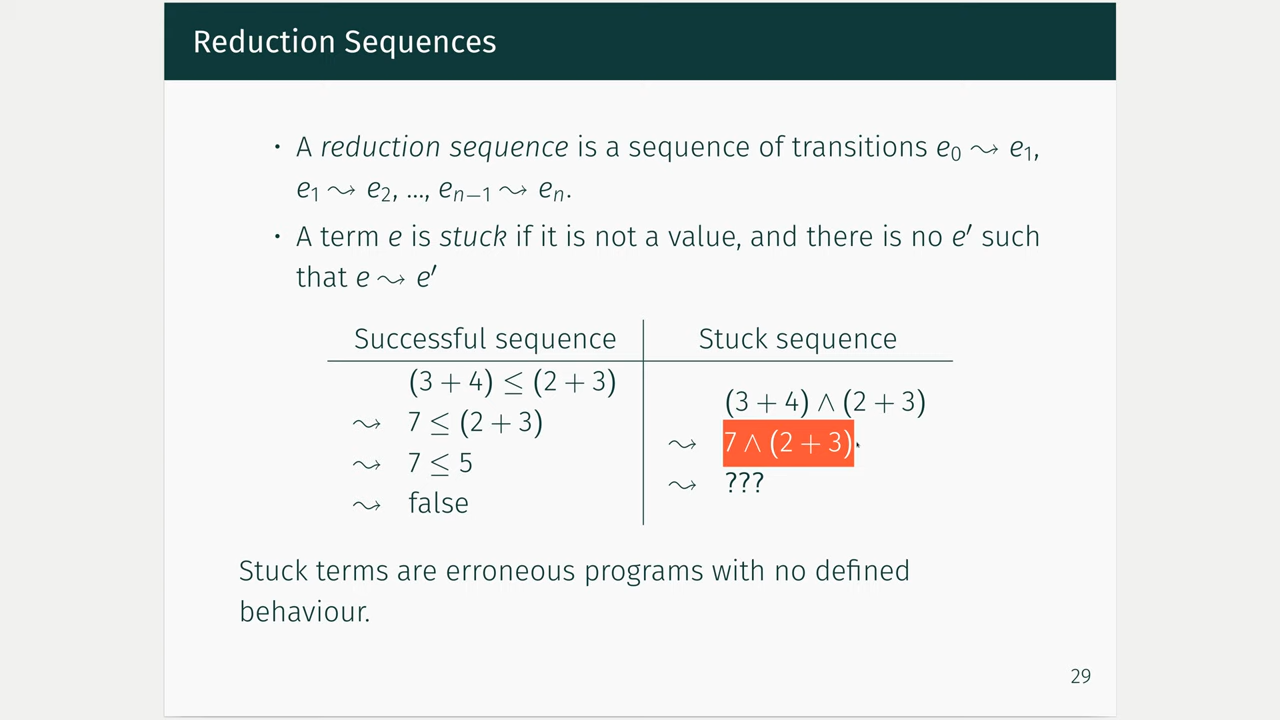 Reduction Sequences
• A reduction sequence is a sequence of transitions e₀ ⤳ e₁,
e₁ ⤳ e₂, ..., eₙ₋₁ ⤳ eₙ.
• A term e is stuck if it is not a value, and there is no e′ such
that e ⤳ e′
Successful sequence
(3 + 4) ≤ (2 + 3)
⤳ 7 ≤ (2 + 3)
⤳ 7 ≤ 5
⤳ false
Stuck sequence
(3 + 4) ∧ (2 + 3)
⤳ 7 ∧ (2 + 3)
⤳ ???
Stuck terms are erroneous programs with no defined
behaviour.
29